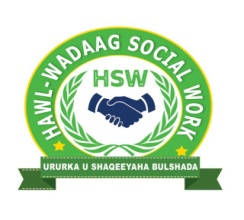 HAWL-WADAAG SOCIAL WORK
HSW
URURKA U SHAQEEYAHA BULSHADA